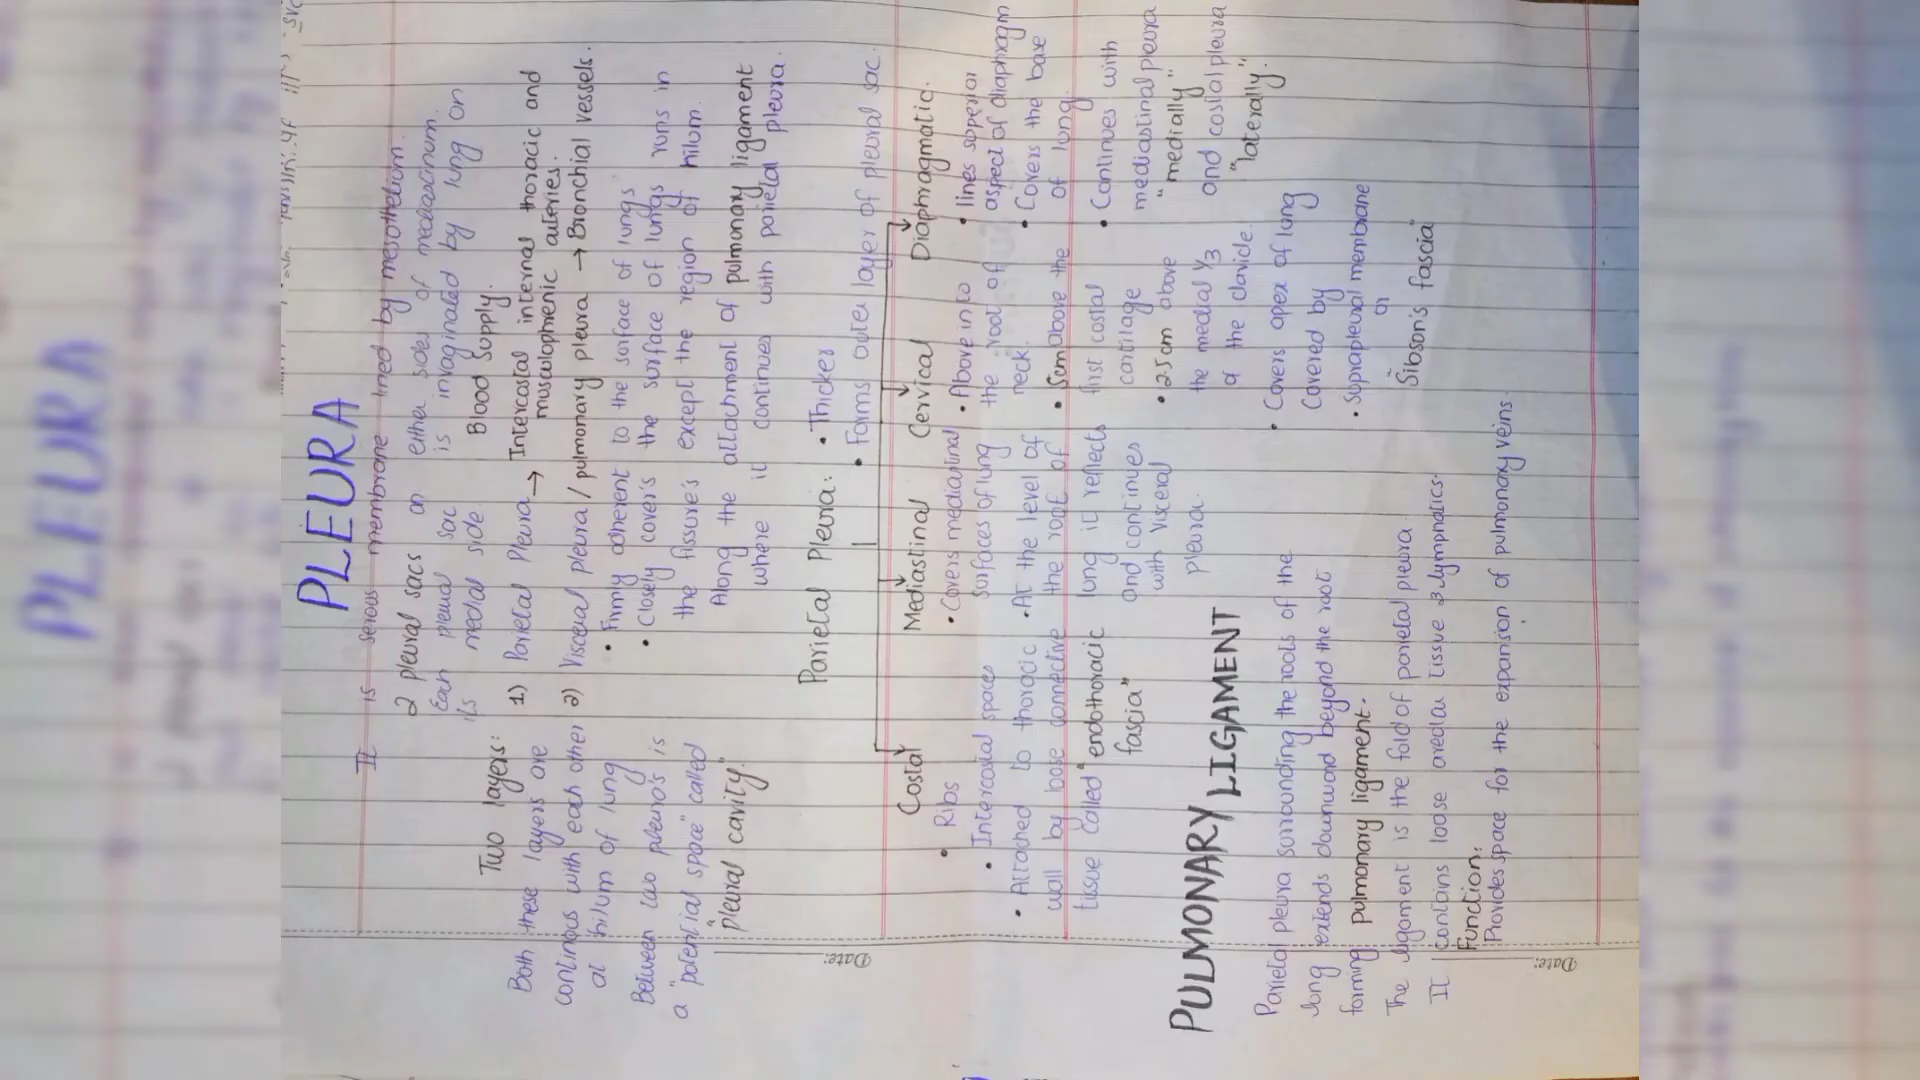 PLEURA
It is serous membrane lined by mesothelium.
2 pleural sacs on either sides of mediastinum.
Each pleural sac is invaginated by lung on
its medial side.
Blood Supply.
Two layers:
1) Parietal Pleura → Intercostal internal thoracic and
musculophrenic arteries.
2) Visceral pleura / pulmonary pleura → Bronchial vessels.
• Firmly adherent to the surface of lungs
• Closely covers the surface of lungs runs in
the fissure's except the region of hilum.
Along the attachment of pulmonary ligament
where it continues with parietal pleura.
Both these layers are
continous with each other
at hilum of lung
Between two pleura's is
a "potential space" called
"pleural cavity."
Parietal Pleura: • Thicker
• Forms outer layer of pleural sac.
Costal
• Ribs
• Intercostal spaces
• Attached to thoracic
wall by loose connective
tissue called "endothoracic
fascia"
Mediastinal
• Covers mediastinal
surfaces of lung
• At the level of
the root of
lung it reflects
and continues
with Visceral
pleura.
Cervical
• Above into
the root of
neck.
• 5cm above the
first costal
cartilage
• 2.5cm above
the medial 1/3
of the clavicle.
• Covers apex of lung
Covered by
• Suprapleural membrane
or
"Sibson's fascia"
Diaphragmatic.
• lines superior
aspect of diaphragm
• Covers the base
of lung.
• Continues with
mediastinal pleura
"medially"
and costal pleura
"laterally".
PULMONARY LIGAMENT
Parietal pleura surrounding the roots of the
lung extends downward beyond the root
forming pulmonary ligament.
The ligament is the fold of parietal pleura
It contains loose areolar tissue & lymphatics.
Function:
Provides space for the expansion of pulmonary veins.
Date:
Date: